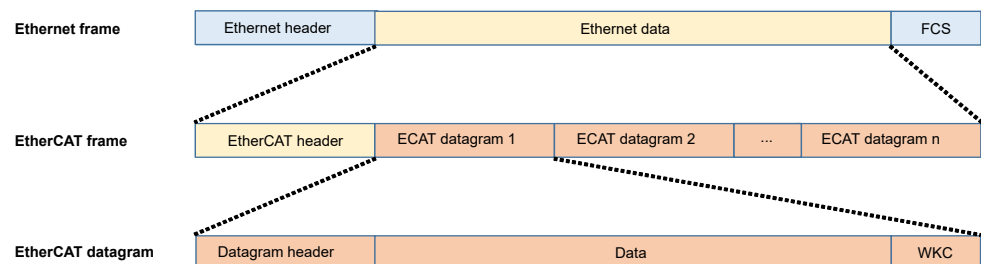 Ethernet frame Ethernet header Ethernet data FCS
EtherCAT frame EtherCAT header ECAT datagram 1 ECAT datagram 2 ... ECAT datagram n
EtherCAT datagram Datagram header Data WKC